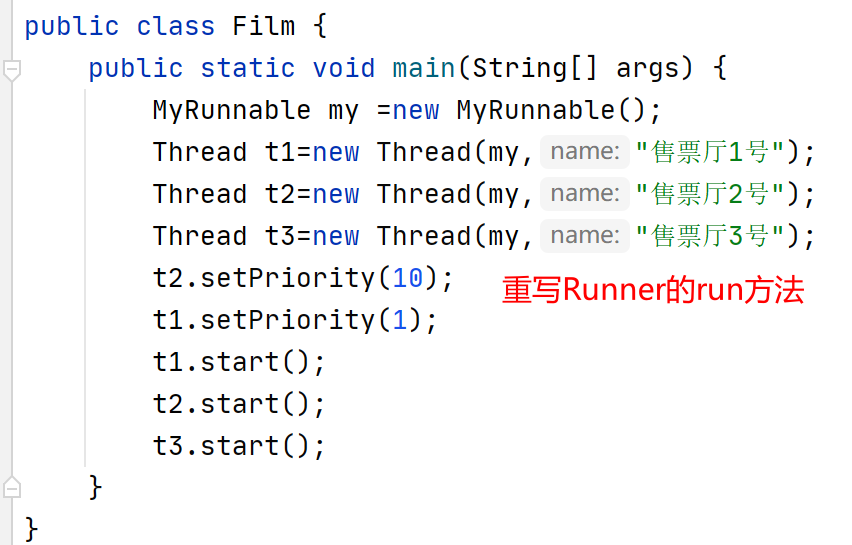 public class Film {
public static void main(String[] args) {
MyRunnable my =new MyRunnable();
Thread t1=new Thread(my, name: "售票厅1号");
Thread t2=new Thread(my, name: "售票厅2号");
Thread t3=new Thread(my, name: "售票厅3号");
t2.setPriority(10);
重写Runner的run方法
t1.setPriority(1);
t1.start();
t2.start();
t3.start();
}
}